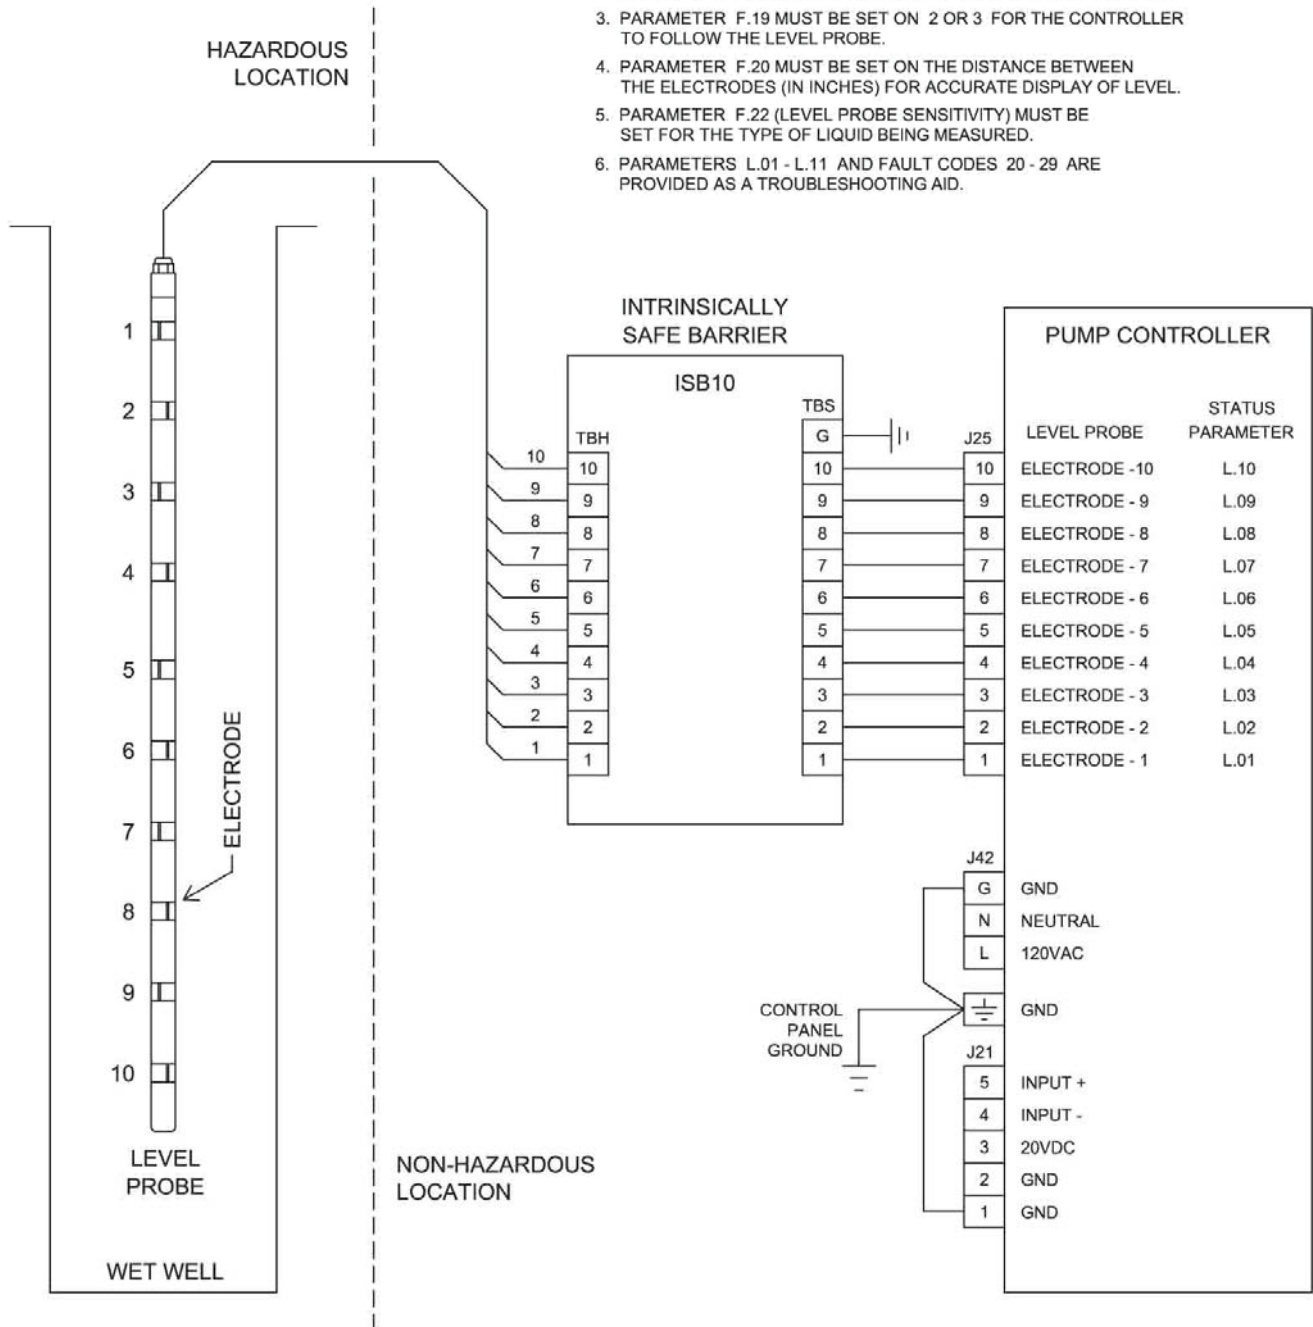 3. PARAMETER F.19 MUST BE SET ON 2 OR 3 FOR THE CONTROLLER
TO FOLLOW THE LEVEL PROBE.
4. PARAMETER F.20 MUST BE SET ON THE DISTANCE BETWEEN
THE ELECTRODES (IN INCHES) FOR ACCURATE DISPLAY OF LEVEL.
5. PARAMETER F.22 (LEVEL PROBE SENSITIVITY) MUST BE
SET FOR THE TYPE OF LIQUID BEING MEASURED.
6. PARAMETERS L.01 - L.11 AND FAULT CODES 20 - 29 ARE
PROVIDED AS A TROUBLESHOOTING AID.
HAZARDOUS
LOCATION
1
2
3
4
5
6
7
8
9
10
ELECTRODE
LEVEL
PROBE
WET WELL
NON-HAZARDOUS
LOCATION
INTRINSICALLY
SAFE BARRIER
ISB10
TBH
10 10
9 9
8 8
7 7
6 6
5 5
4 4
3 3
2 2
1 1
TBS
G
10
9
8
7
6
5
4
3
2
1
PUMP CONTROLLER
STATUS
J25 LEVEL PROBE PARAMETER
10 ELECTRODE -10 L.10
9 ELECTRODE - 9 L.09
8 ELECTRODE - 8 L.08
7 ELECTRODE - 7 L.07
6 ELECTRODE - 6 L.06
5 ELECTRODE - 5 L.05
4 ELECTRODE - 4 L.04
3 ELECTRODE - 3 L.03
2 ELECTRODE - 2 L.02
1 ELECTRODE - 1 L.01
J42
G GND
N NEUTRAL
L 120VAC
GND
CONTROL
PANEL
GROUND
J21
5 INPUT +
4 INPUT -
3 20VDC
2 GND
1 GND